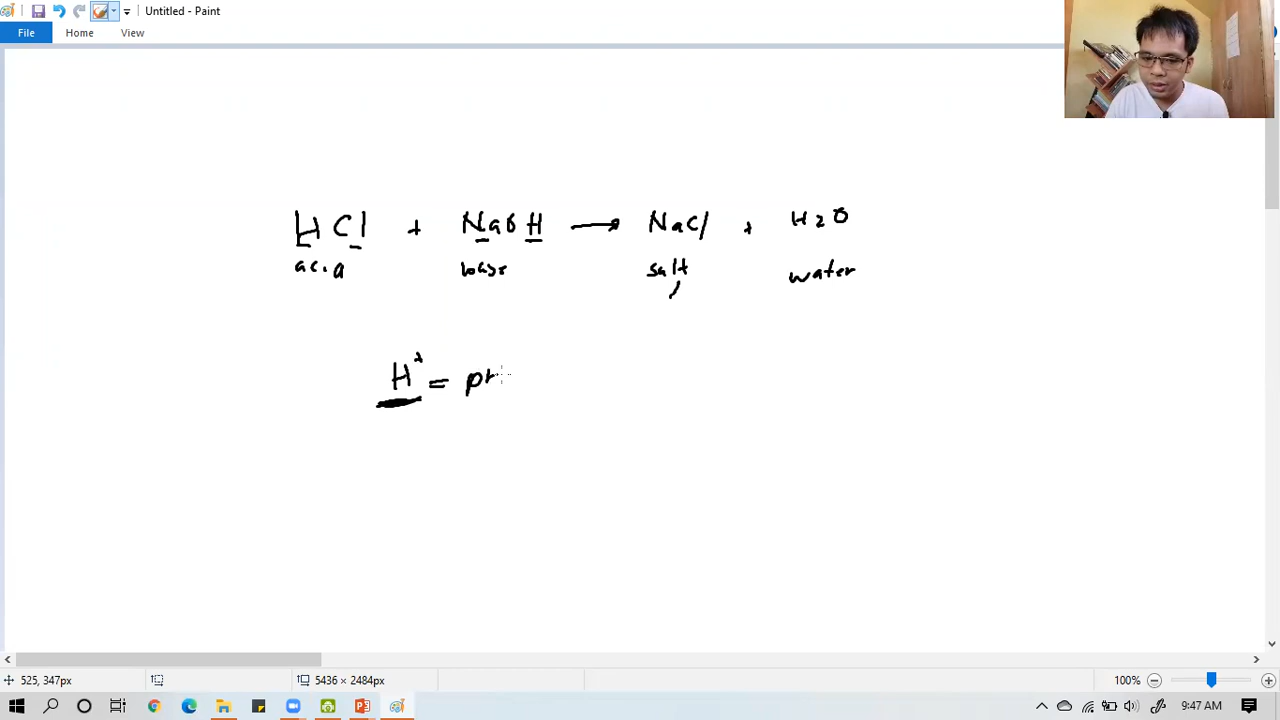 Untitled - Paint
File Home View
HCl + NaOH → NaCl + H2O
acid base salt water
H⁺ = pr
525, 347px 5436 × 2484px 100%
9:47 AM